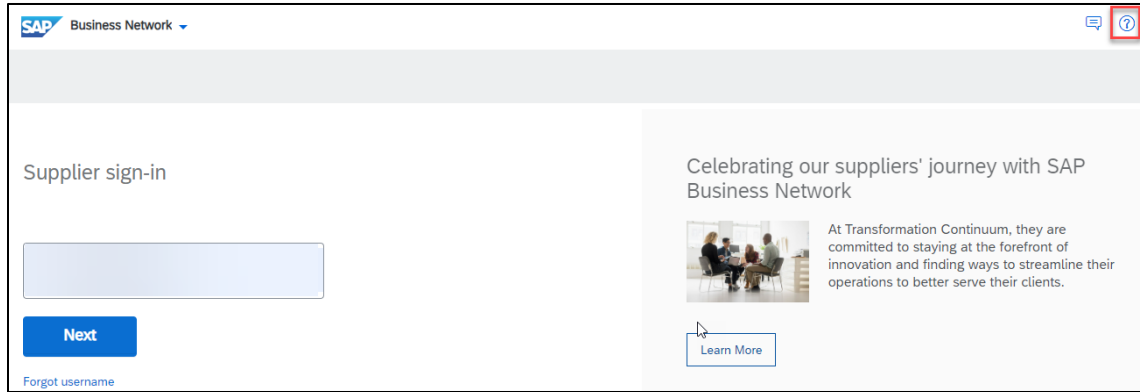 SAP Business Network
Supplier sign-in
Next
Forgot username
Celebrating our suppliers' journey with SAP
Business Network
At Transformation Continuum, they are
committed to staying at the forefront of
innovation and finding ways to streamline their
operations to better serve their clients.
Learn More